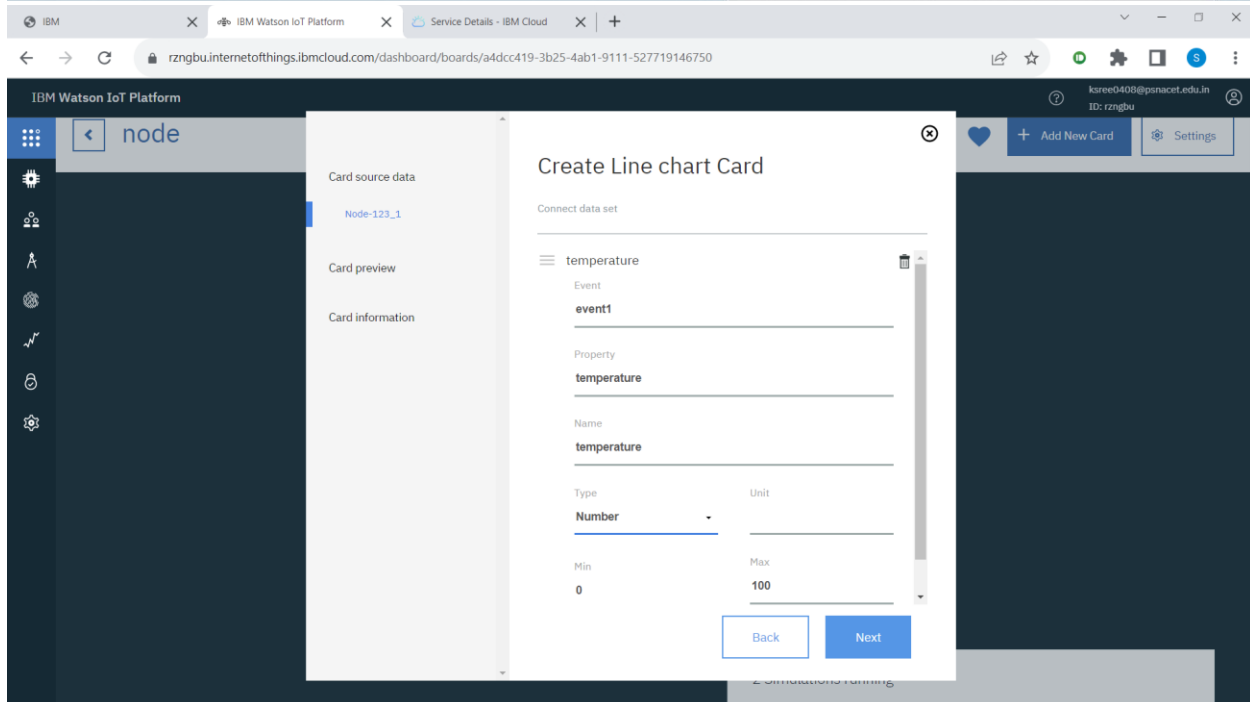 IBM
IBM Watson IoT Platform
Service Details - IBM Cloud
rzngbu.internetofthings.ibmcloud.com/dashboard/boards/a4dcc419-3b25-4ab1-9111-527719146750
S
IBM Watson IoT Platform
ksree0408@psnacet.edu.in
ID: rzngbu
node
Add New Card
Settings
Card source data
Node-123_1
Card preview
Card information
Create Line chart Card
Connect data set
temperature
Event
event1
Property
temperature
Name
temperature
Type Unit
Number
Min Max
0 100
Back Next
2 Simulations running